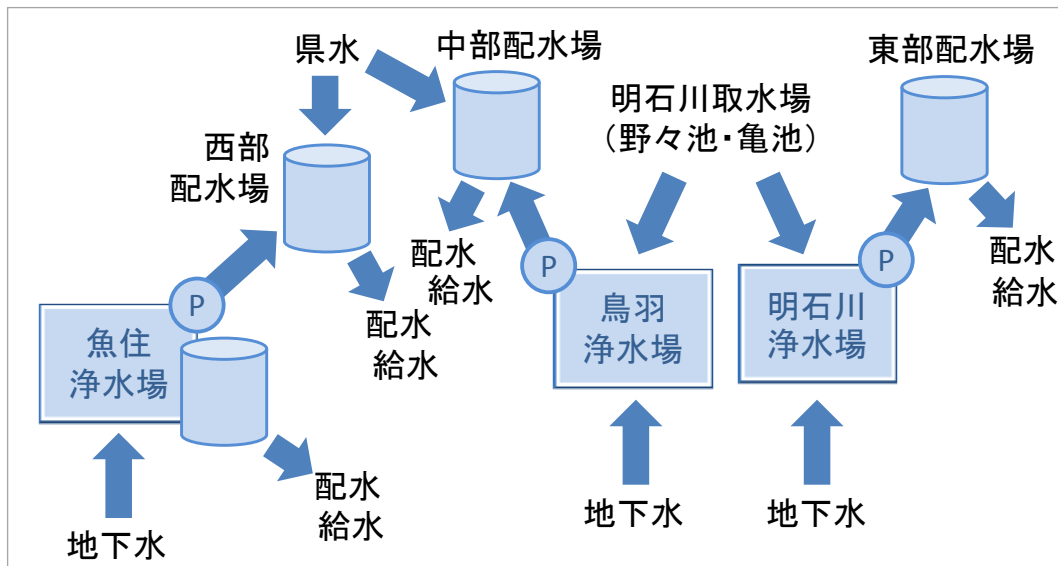 県水
中部配水場
東部配水場
明石川取水場
（野々池・亀池）
西部
配水場
配水
給水
配水
給水
配水
給水
P
P
P
魚住
浄水場
鳥羽
浄水場
明石川
浄水場
配水
給水
地下水
地下水
地下水